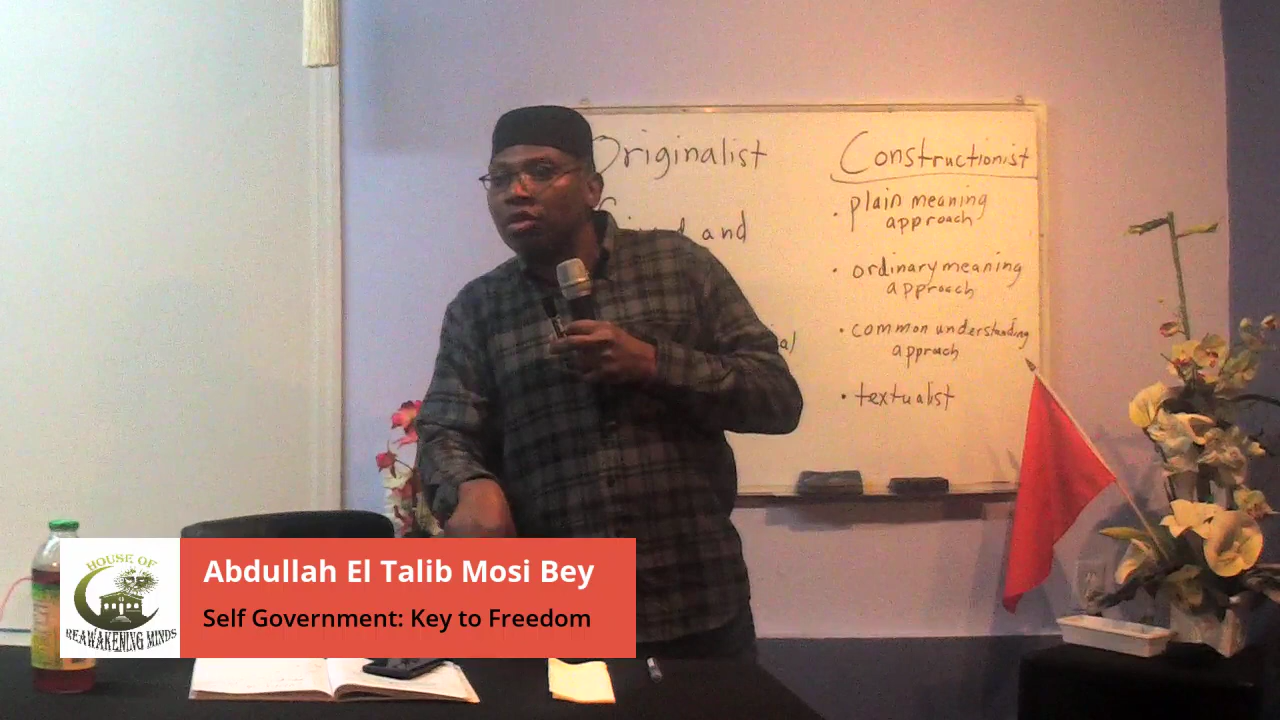 Originalist
and
Constructionist
• plain meaning
approach
• ordinary meaning
approach
• common understanding
approach
• textualist
HOUSE OF
REAWAKENING MINDS
Abdullah El Talib Mosi Bey
Self Government: Key to Freedom